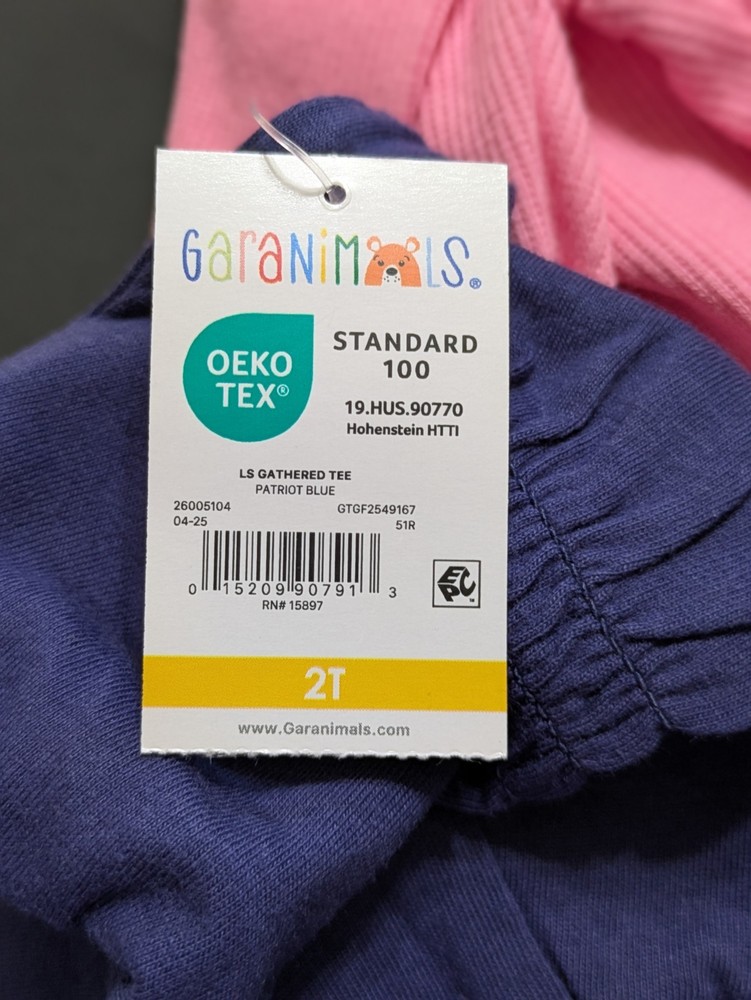 GaraNiMaLS®
OEKO
TEX®
STANDARD
100
19.HUS.90770
Hohenstein HTTI
LS GATHERED TEE
PATRIOT BLUE
26005104
GTGF2549167
04-25
51R
0 15209 90791 3
RN# 15897
EPC™
2T
www.Garanimals.com